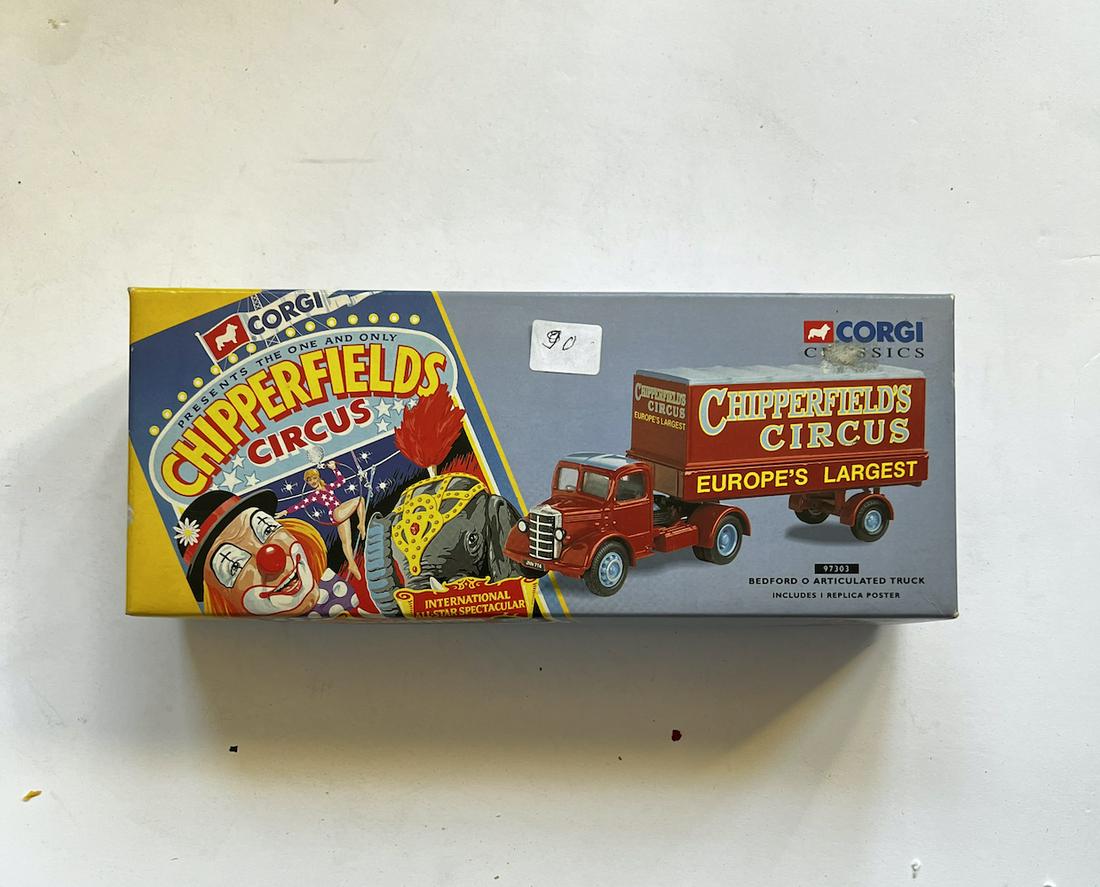 CORGI
PRESENTS THE ONE AND ONLY
CHIPPERFIELDS
CIRCUS
INTERNATIONAL
ALL-STAR SPECTACULAR
90
CORGI
CLASSICS
CHIPPERFIELD'S
CIRCUS
EUROPE'S LARGEST
CHIPPERFIELD'S
CIRCUS
EUROPE'S LARGEST
97303
BEDFORD O ARTICULATED TRUCK
INCLUDES 1 REPLICA POSTER